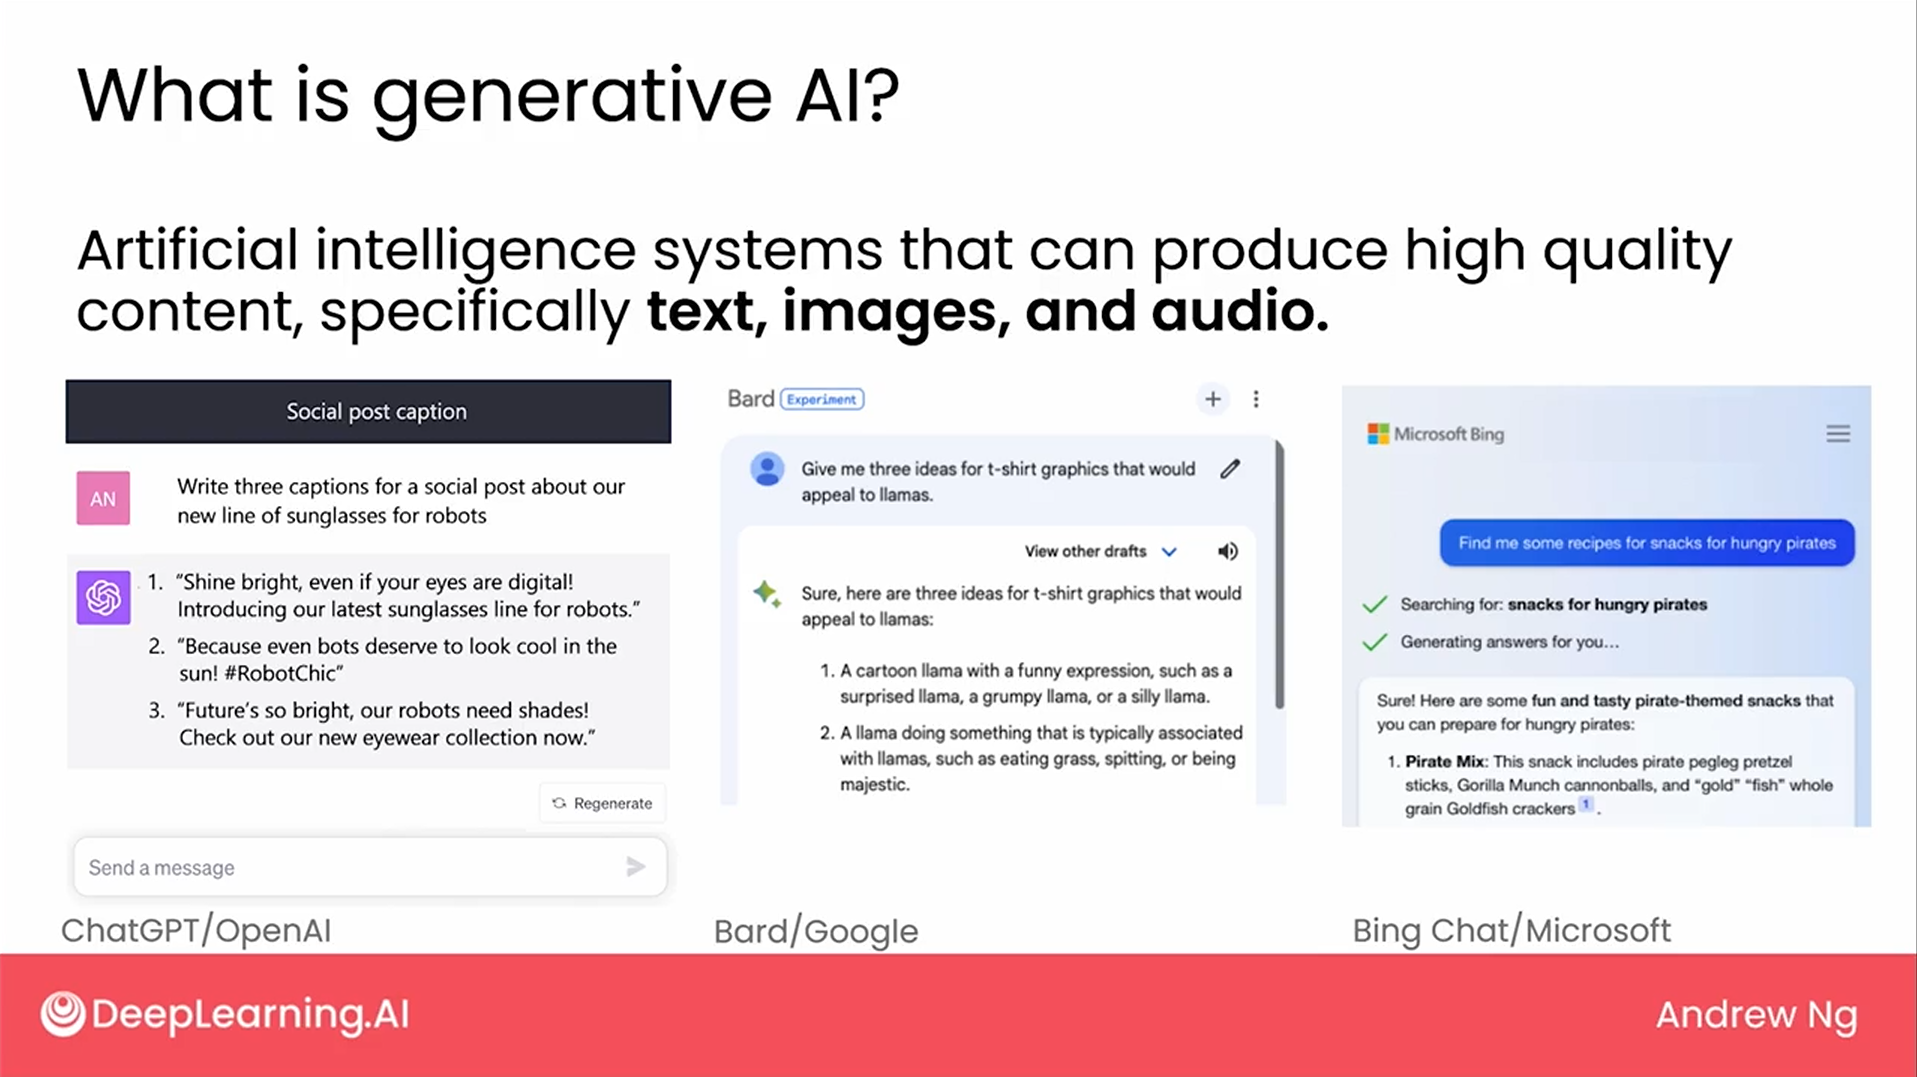 What is generative AI?
Artificial intelligence systems that can produce high quality
content, specifically text, images, and audio.
Social post caption
AN
Write three captions for a social post about our
new line of sunglasses for robots
1. "Shine bright, even if your eyes are digital!
Introducing our latest sunglasses line for robots."
2. "Because even bots deserve to look cool in the
sun! #RobotChic"
3. "Future's so bright, our robots need shades!
Check out our new eyewear collection now."
Regenerate
Send a message
ChatGPT/OpenAI
Bard Experiment
Give me three ideas for t-shirt graphics that would
appeal to llamas.
View other drafts
Sure, here are three ideas for t-shirt graphics that would
appeal to llamas:
1. A cartoon llama with a funny expression, such as a
surprised llama, a grumpy llama, or a silly llama.
2. A llama doing something that is typically associated
with llamas, such as eating grass, spitting, or being
majestic.
Bard/Google
Microsoft Bing
Find me some recipes for snacks for hungry pirates
Searching for: snacks for hungry pirates
Generating answers for you...
Sure! Here are some fun and tasty pirate-themed snacks that
you can prepare for hungry pirates:
1. Pirate Mix: This snack includes pirate pegleg pretzel
sticks, Gorilla Munch cannonballs, and "gold" "fish" whole
grain Goldfish crackers 1 .
Bing Chat/Microsoft
DeepLearning.AI
Andrew Ng